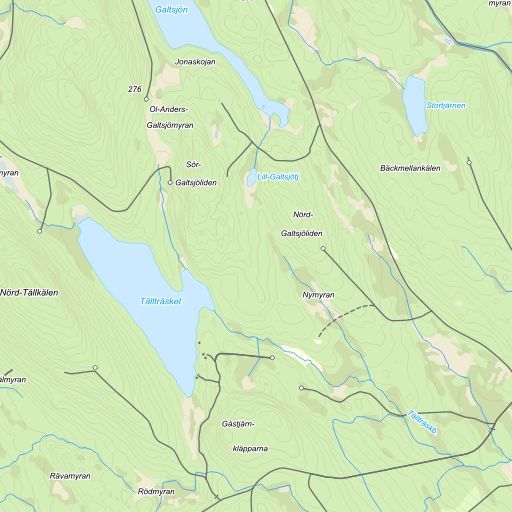 Galtsjön
myran
Jonaskojan
276
Ol-Anders-
Galtsjömyran
Stortjärnen
Sör-
Galtsjöliden
Bäckmellankälen
myran
Lill-Galtsjötj.
Nörd-
Galtsjöliden
Nörd-Tällkälen
Tällträsket
Nymyran
almyran
Gåstjärn-
kläpparna
Tällträskb.
Rävamyran
Rödmyran